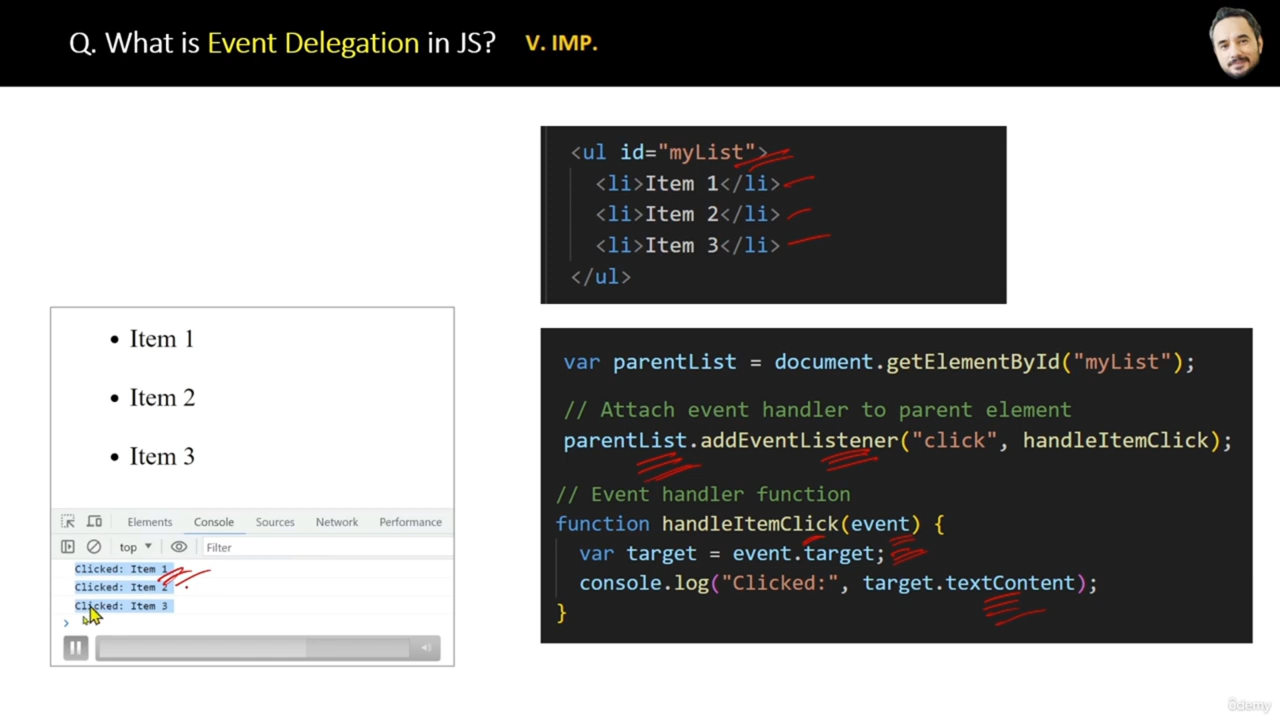 Q. What is Event Delegation in JS? V. IMP.
<ul id="myList">
<li>Item 1</li>
<li>Item 2</li>
<li>Item 3</li>
</ul>
• Item 1
• Item 2
• Item 3
Elements Console Sources Network Performance
top Filter
Clicked: Item 1
Clicked: Item 2
Clicked: Item 3
>
var parentList = document.getElementById("myList");
// Attach event handler to parent element
parentList.addEventListener("click", handleItemClick);
// Event handler function
function handleItemClick(event) {
var target = event.target;
console.log("Clicked:", target.textContent);
}
ûdemy